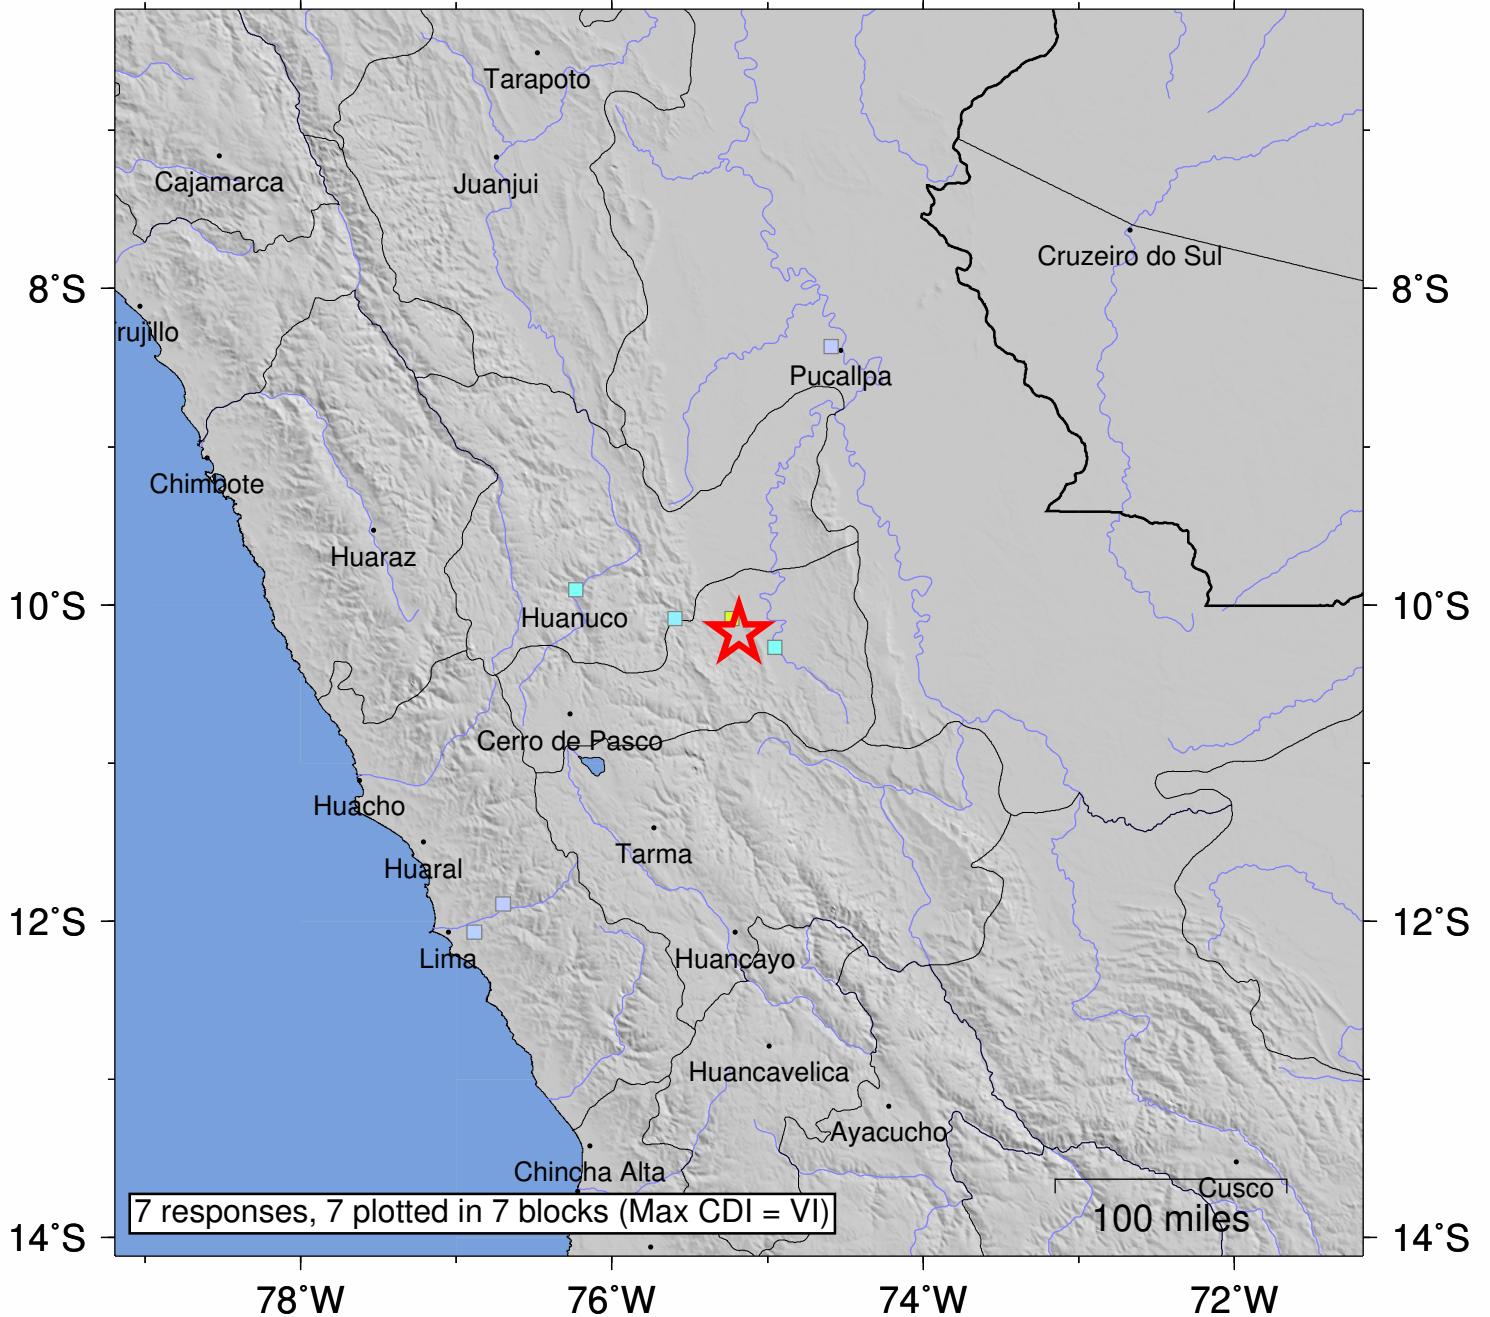 Tarapoto
Cajamarca
Juanjui
Cruzeiro do Sul
8°S
8°S
rujillo
Pucallpa
Chimbote
Huaraz
10°S
Huanuco
10°S
Cerro de Pasco
Huacho
Tarma
Huaral
12°S
12°S
Lima
Huancayo
Huancavelica
Ayacucho
Chincha Alta
Cusco
7 responses, 7 plotted in 7 blocks (Max CDI = VI)
100 miles
14°S
14°S
78°W
76°W
74°W
72°W